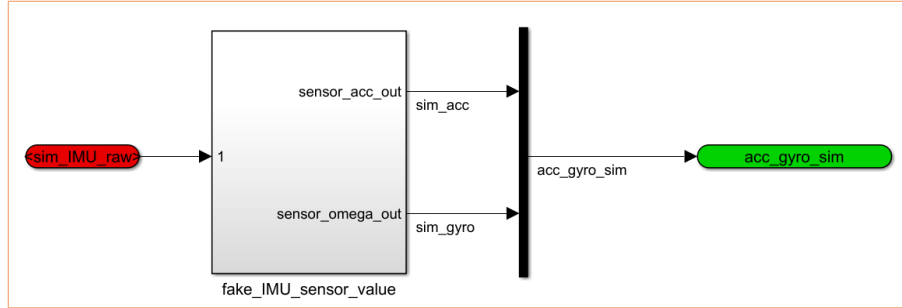 sensor_acc_out
sim_acc
<sim_IMU_raw>
1
acc_gyro_sim
acc_gyro_sim
sensor_omega_out
sim_gyro
fake_IMU_sensor_value